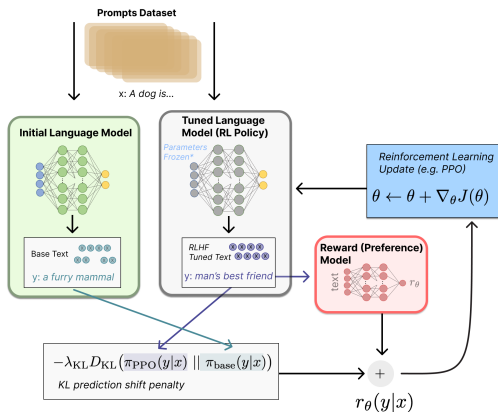 Prompts Dataset
x: A dog is...
Initial Language Model
Tuned Language
Model (RL Policy)
Parameters
Frozen*
Reinforcement Learning
Update (e.g. PPO)
θ ← θ + ∇θJ(θ)
Base Text
y: a furry mammal
RLHF
Tuned Text
y: man's best friend
Reward (Preference)
Model
text
rθ
−λKL DKL(πPPO(y|x) || πbase(y|x))
KL prediction shift penalty
+
rθ(y|x)